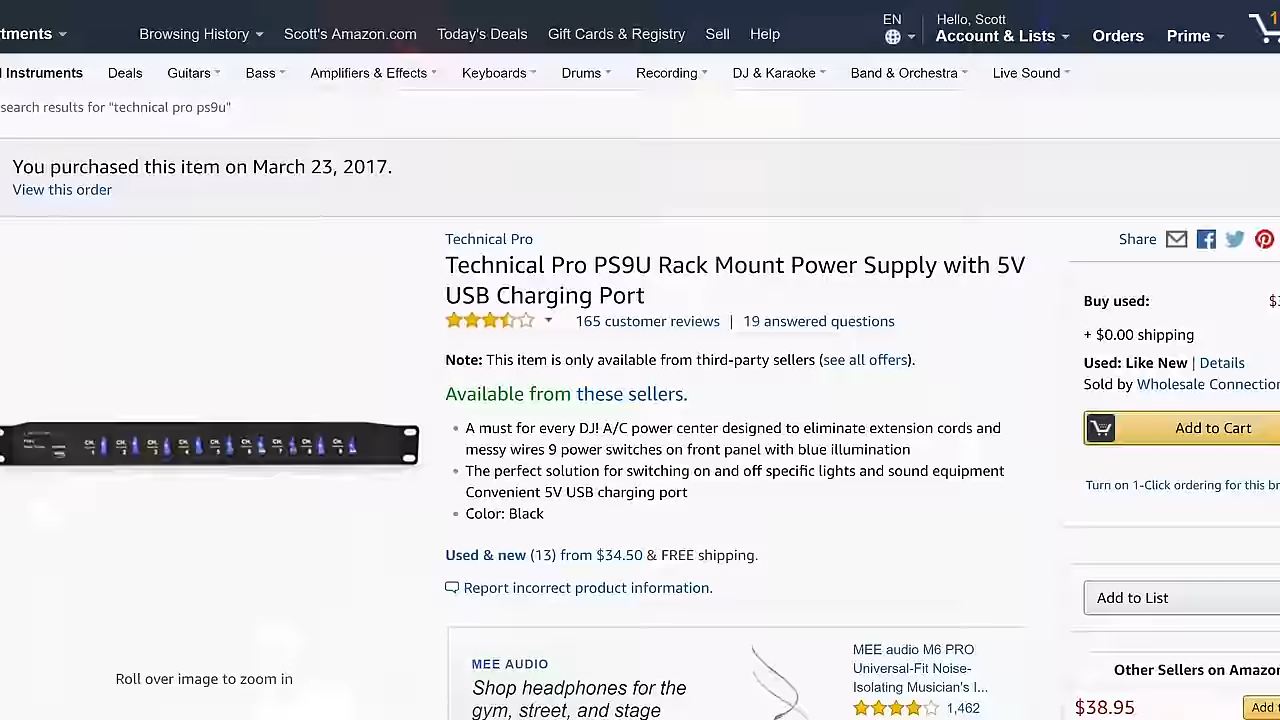 rtments
Browsing History
Scott's Amazon.com
Today's Deals
Gift Cards & Registry
Sell
Help
EN
Hello, Scott
Account & Lists
Orders
Prime
1
l Instruments
Deals
Guitars
Bass
Amplifiers & Effects
Keyboards
Drums
Recording
DJ & Karaoke
Band & Orchestra
Live Sound
search results for "technical pro ps9u"
You purchased this item on March 23, 2017.
View this order
Technical Pro
Technical Pro PS9U Rack Mount Power Supply with 5V
USB Charging Port
165 customer reviews | 19 answered questions
Note: This item is only available from third-party sellers (see all offers).
Available from these sellers.
A must for every DJ! A/C power center designed to eliminate extension cords and
messy wires 9 power switches on front panel with blue illumination
The perfect solution for switching on and off specific lights and sound equipment
Convenient 5V USB charging port
Color: Black
Used & new (13) from $34.50 & FREE shipping.
Report incorrect product information.
Roll over image to zoom in
MEE AUDIO
Shop headphones for the
gym, street, and stage
MEE audio M6 PRO
Universal-Fit Noise-
Isolating Musician's I...
1,462
Share
Buy used:
+ $0.00 shipping
Used: Like New | Details
Sold by Wholesale Connection
Add to Cart
Turn on 1-Click ordering for this br
Add to List
Other Sellers on Amazon
$38.95
Add t